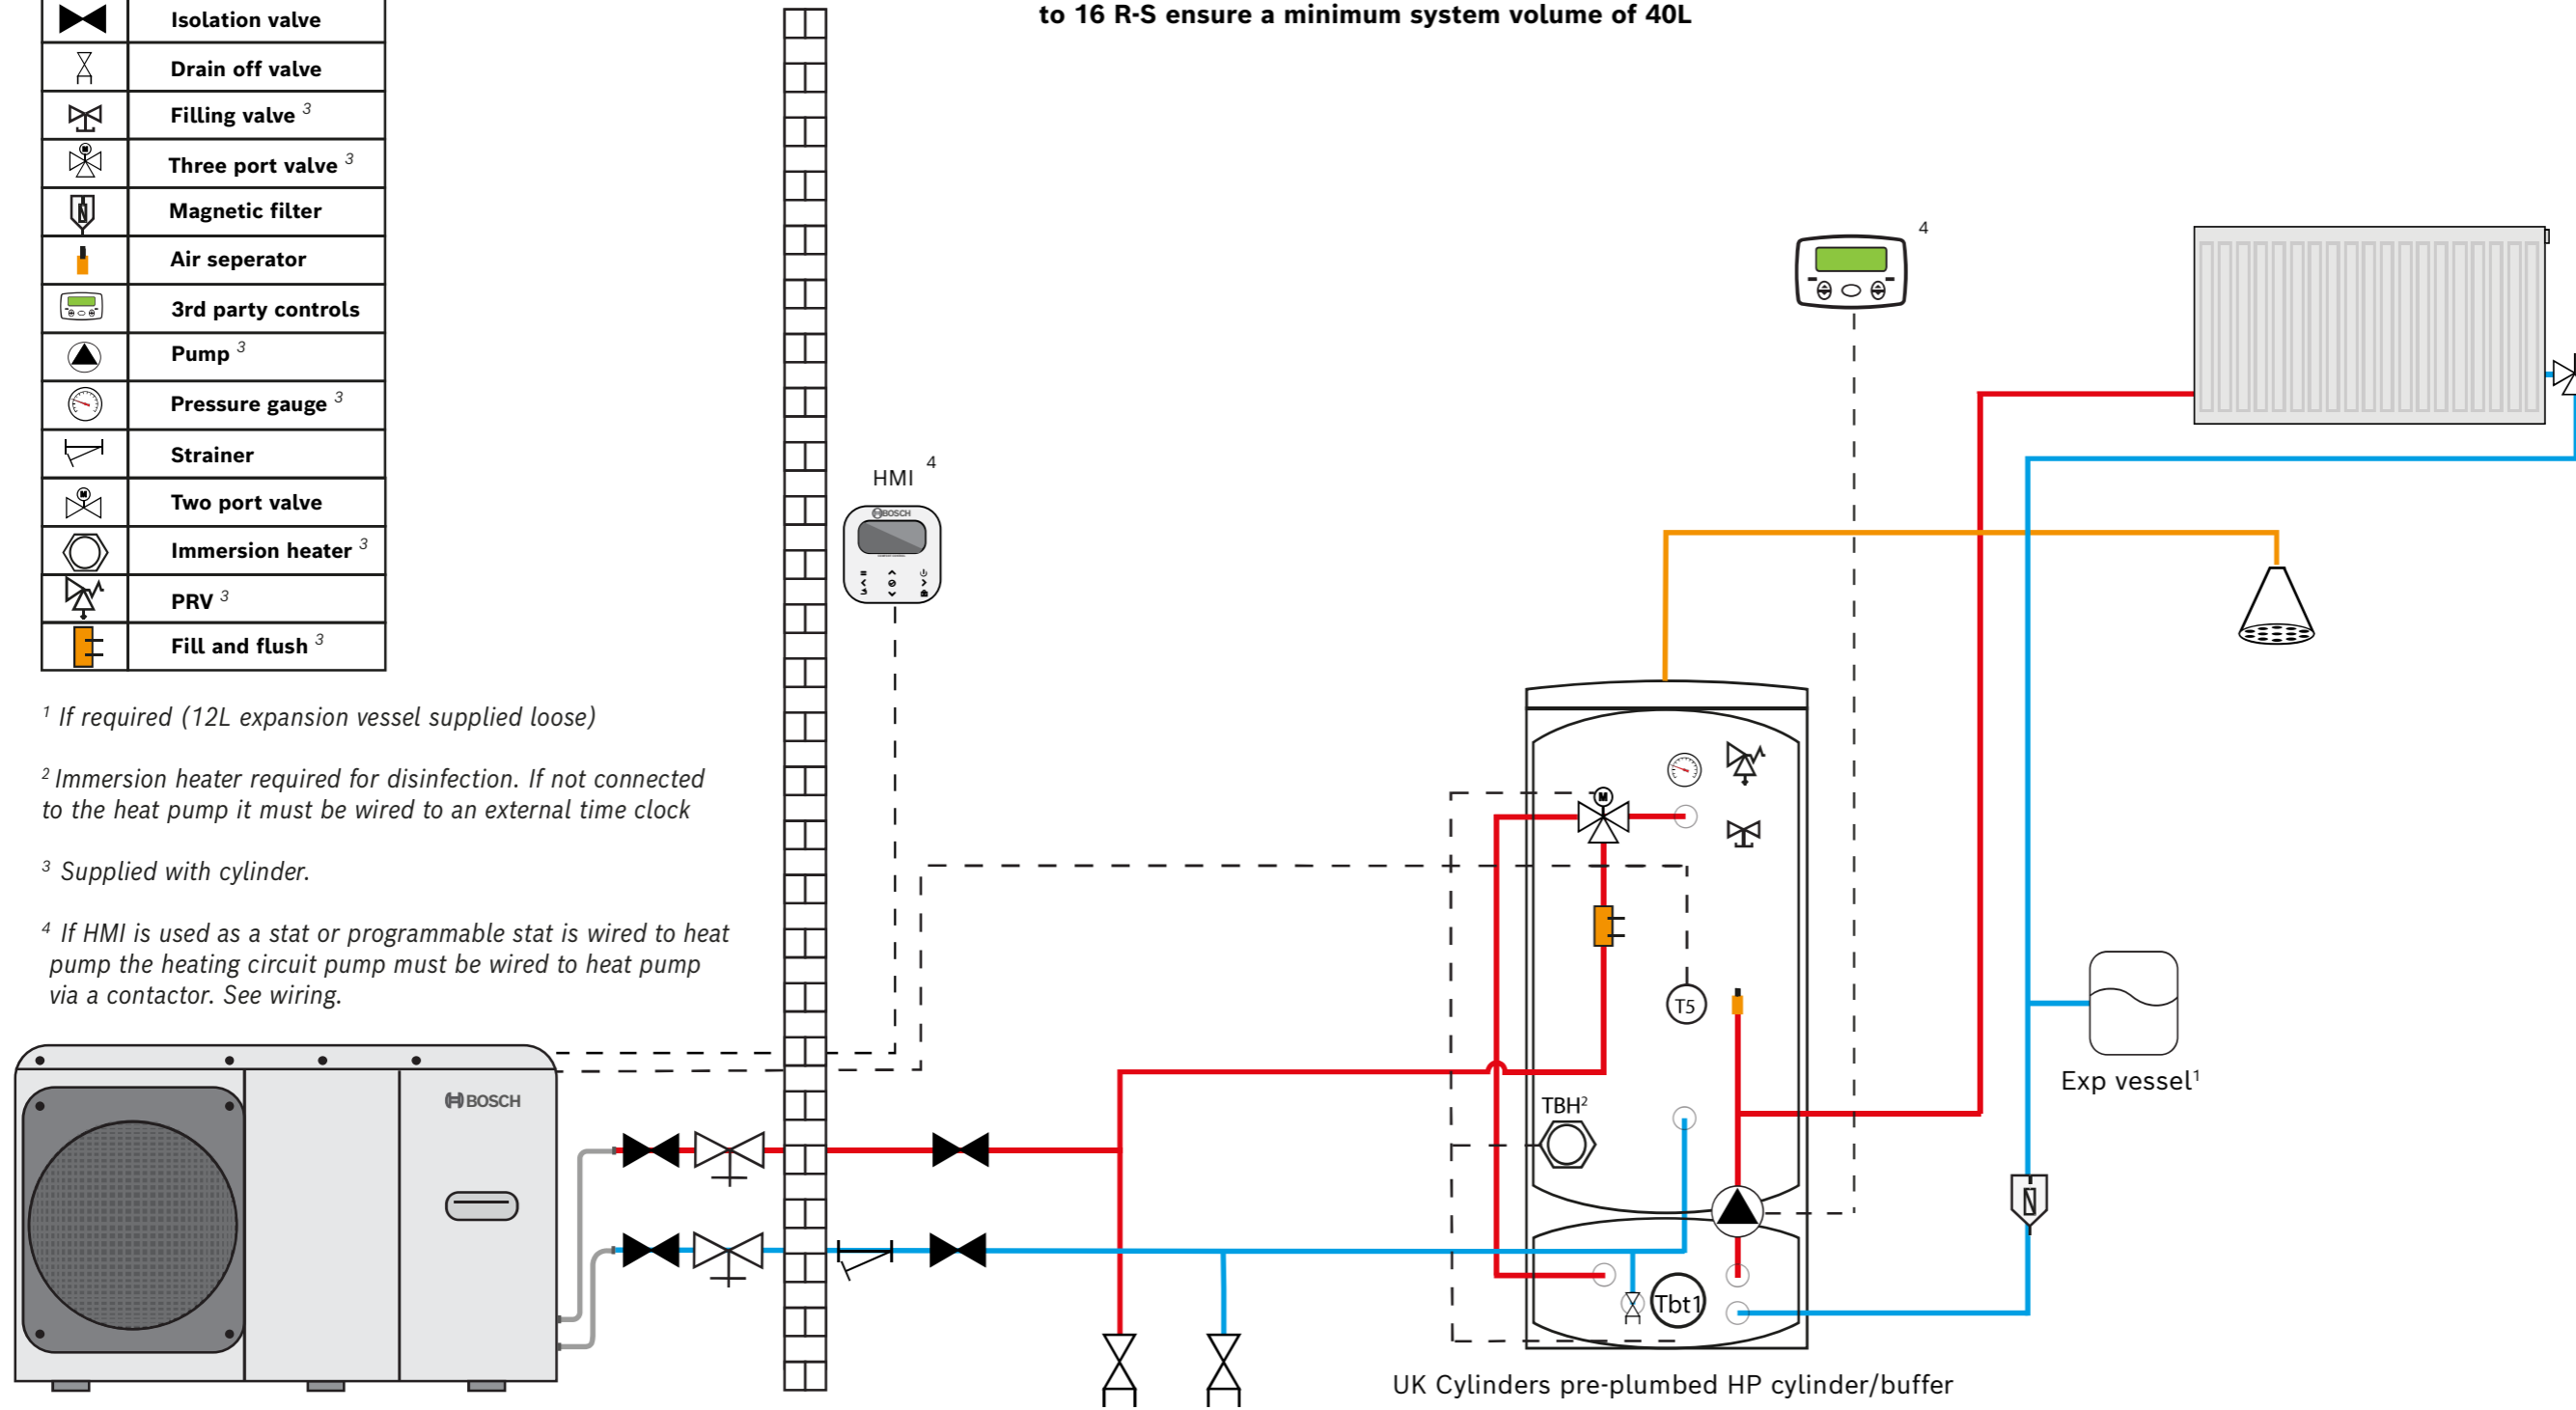 to 16 R-S ensure a minimum system volume of 40L
Isolation valve
Drain off valve
Filling valve 3
Three port valve 3
Magnetic filter
Air seperator
3rd party controls
Pump 3
Pressure gauge 3
Strainer
M
Two port valve
Immersion heater 3
PRV 3
Fill and flush 3
1 If required (12L expansion vessel supplied loose)
2 Immersion heater required for disinfection. If not connected
to the heat pump it must be wired to an external time clock
3 Supplied with cylinder.
4 If HMI is used as a stat or programmable stat is wired to heat
pump the heating circuit pump must be wired to heat pump
via a contactor. See wiring.
BOSCH
HMI 4
BOSCH
4
M
T5
TBH2
Tbt1
Exp vessel1
UK Cylinders pre-plumbed HP cylinder/buffer